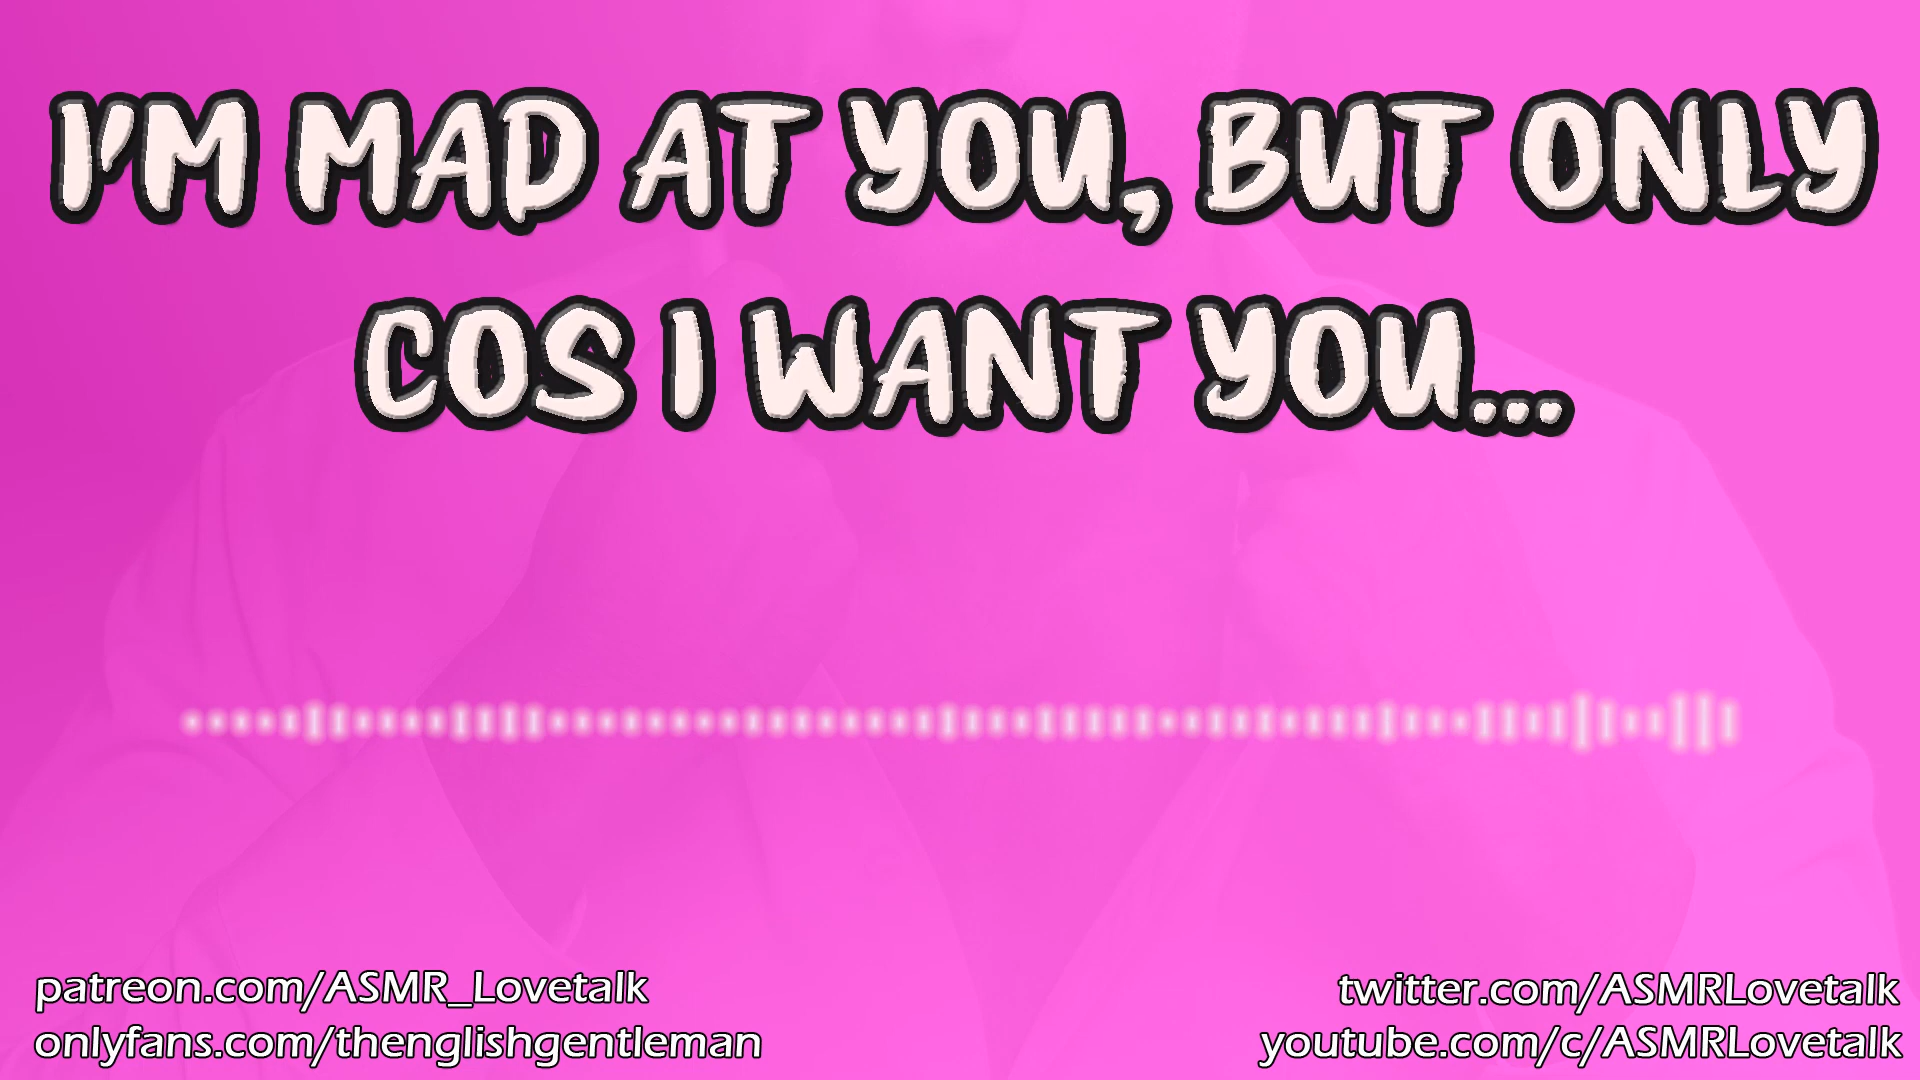 I'M MAD AT YOU, BUT ONLY
COS I WANT YOU...
patreon.com/ASMR_Lovetalk
onlyfans.com/thenglishgentleman
twitter.com/ASMRLovetalk
youtube.com/c/ASMRLovetalk